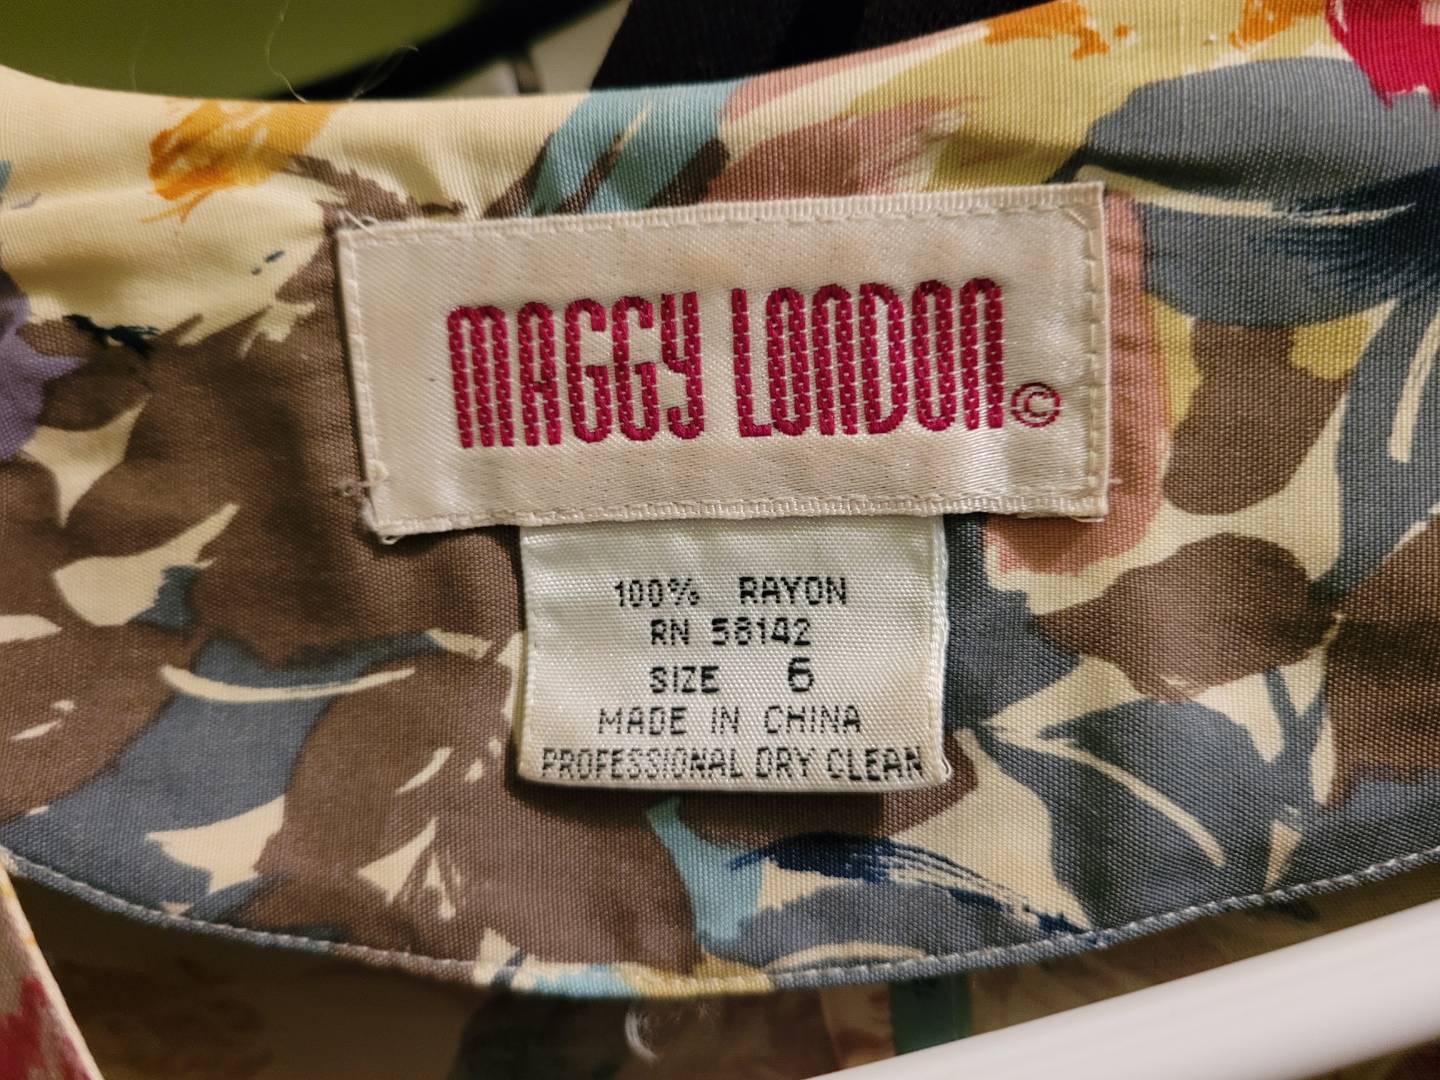 MAGGY LONDON ©
100% RAYON
RN 58142
SIZE 6
MADE IN CHINA
PROFESSIONAL DRY CLEAN